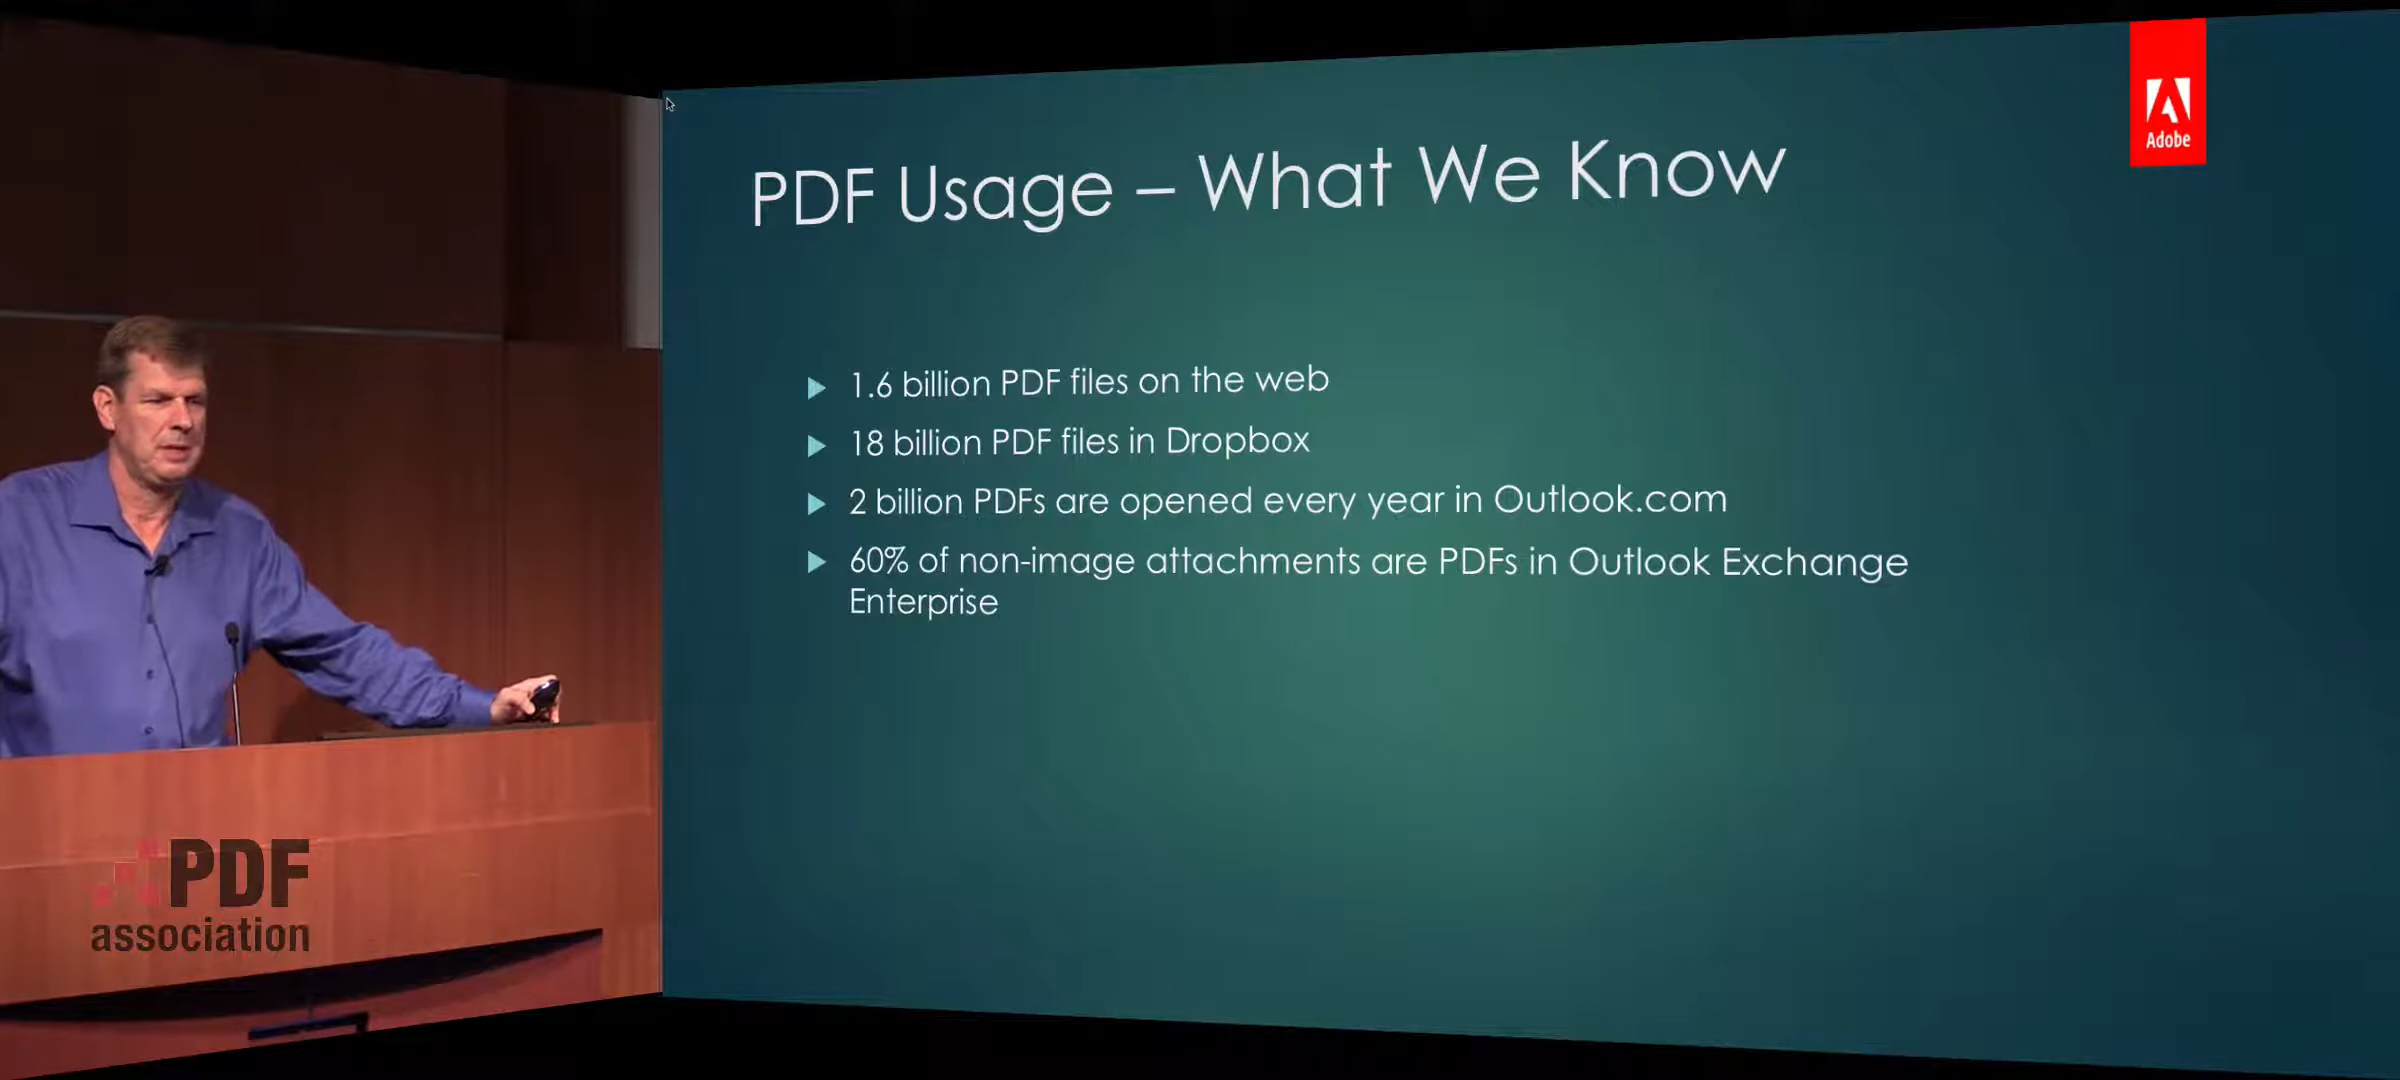 Adobe
PDF Usage – What We Know
1.6 billion PDF files on the web
18 billion PDF files in Dropbox
2 billion PDFs are opened every year in Outlook.com
60% of non-image attachments are PDFs in Outlook Exchange
Enterprise
PDF
association